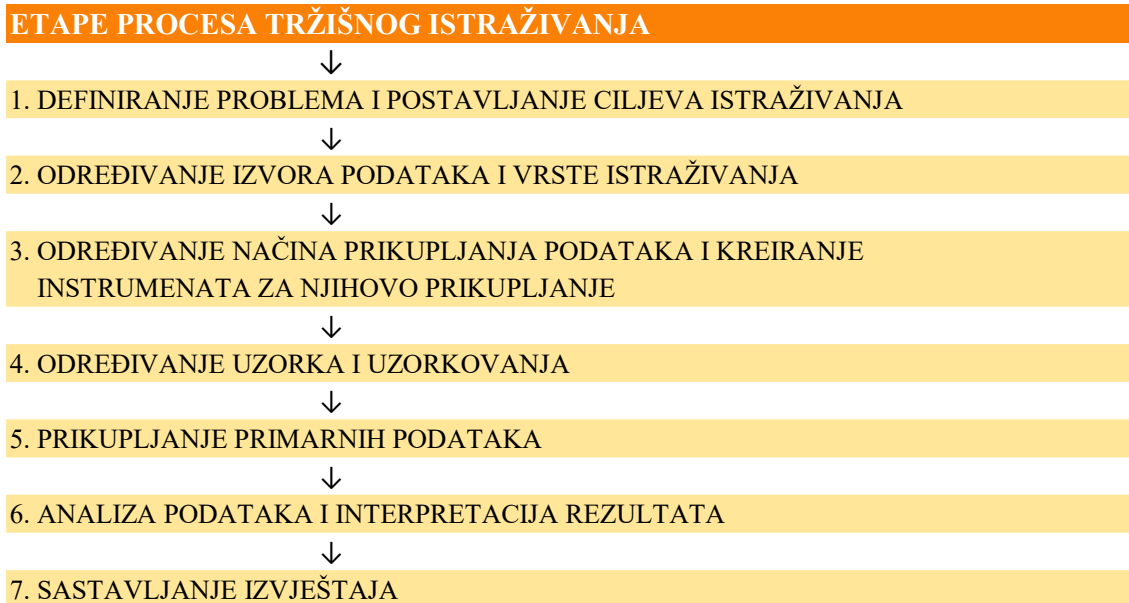 ETAPE PROCESA TRŽIŠNOG ISTRAŽIVANJA
↓
1. DEFINIRANJE PROBLEMA I POSTAVLJANJE CILJEVA ISTRAŽIVANJA
↓
2. ODREĐIVANJE IZVORA PODATAKA I VRSTE ISTRAŽIVANJA
↓
3. ODREĐIVANJE NAČINA PRIKUPLJANJA PODATAKA I KREIRANJE
INSTRUMENATA ZA NJIHOVO PRIKUPLJANJE
↓
4. ODREĐIVANJE UZORKA I UZORKOVANJA
↓
5. PRIKUPLJANJE PRIMARNIH PODATAKA
↓
6. ANALIZA PODATAKA I INTERPRETACIJA REZULTATA
↓
7. SASTAVLJANJE IZVJEŠTAJA